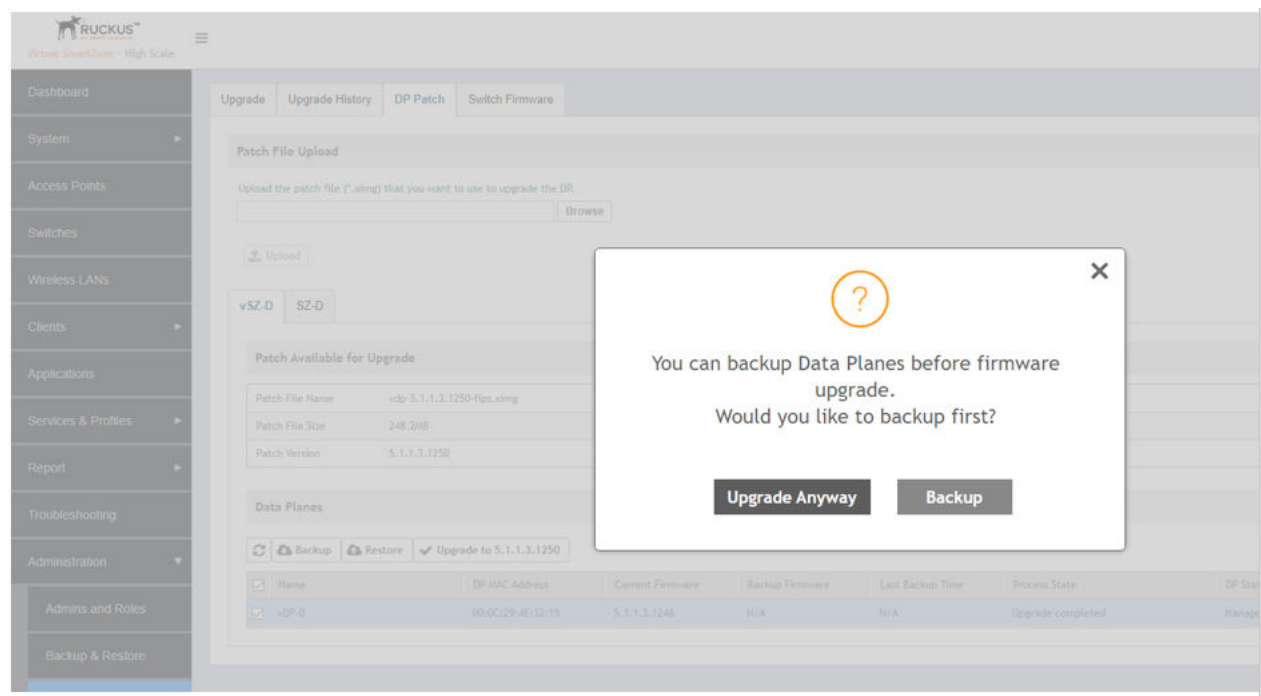 RUCKUS™
Virtual SmartZone - High Scale
Dashboard
System
Access Points
Switches
Wireless LANs
Clients
Applications
Services & Profiles
Report
Troubleshooting
Administration
Admins and Roles
Backup & Restore
Upgrade Upgrade History DP Patch Switch Firmware
Patch File Upload
Upload the patch file (*.ximg) that you want to use to upgrade the DP.
Browse
Upload
vSZ-D SZ-D
Patch Available for Upgrade
Patch File Name vdp-5.1.1.3.1250-fips.ximg
Patch File Size 248.2MB
Patch Version 5.1.1.3.1250
Data Planes
Backup Restore Upgrade to 5.1.1.3.1250
Name DP MAC Address Current Firmware Backup Firmware Last Backup Time Process State DP Stat
vDP-0 00:0C:29:4E:32:15 5.1.1.3.1246 N/A N/A Upgrade completed Manage
?
You can backup Data Planes before firmware
upgrade.
Would you like to backup first?
Upgrade Anyway Backup